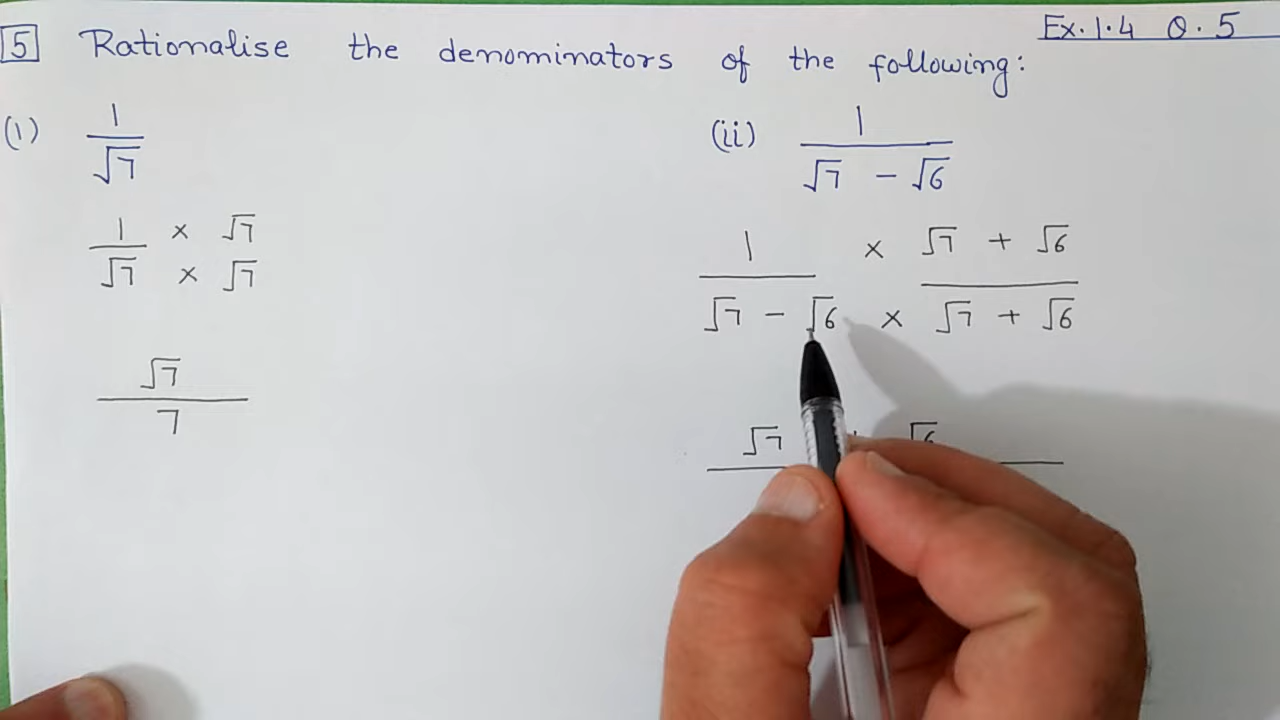 Ex. 1.4 Q. 5
5 Rationalise the denominators of the following:
(i) 1/√7
1 × √7
√7 × √7
√7/7
(ii) 1/(√7 − √6)
1 × √7 + √6
√7 − √6 × √7 + √6
√7 + √6